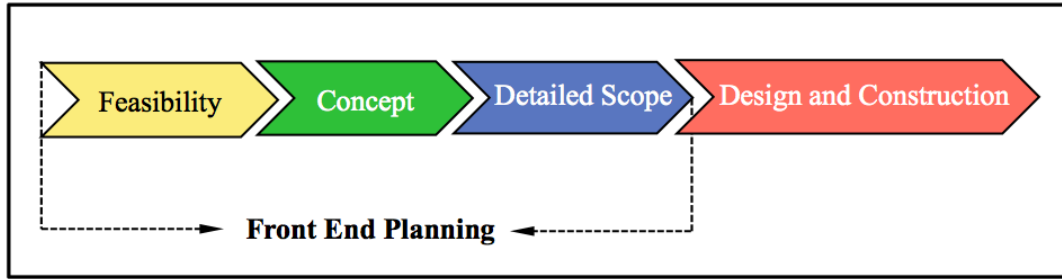 Feasibility
Concept
Detailed Scope
Design and Construction
Front End Planning